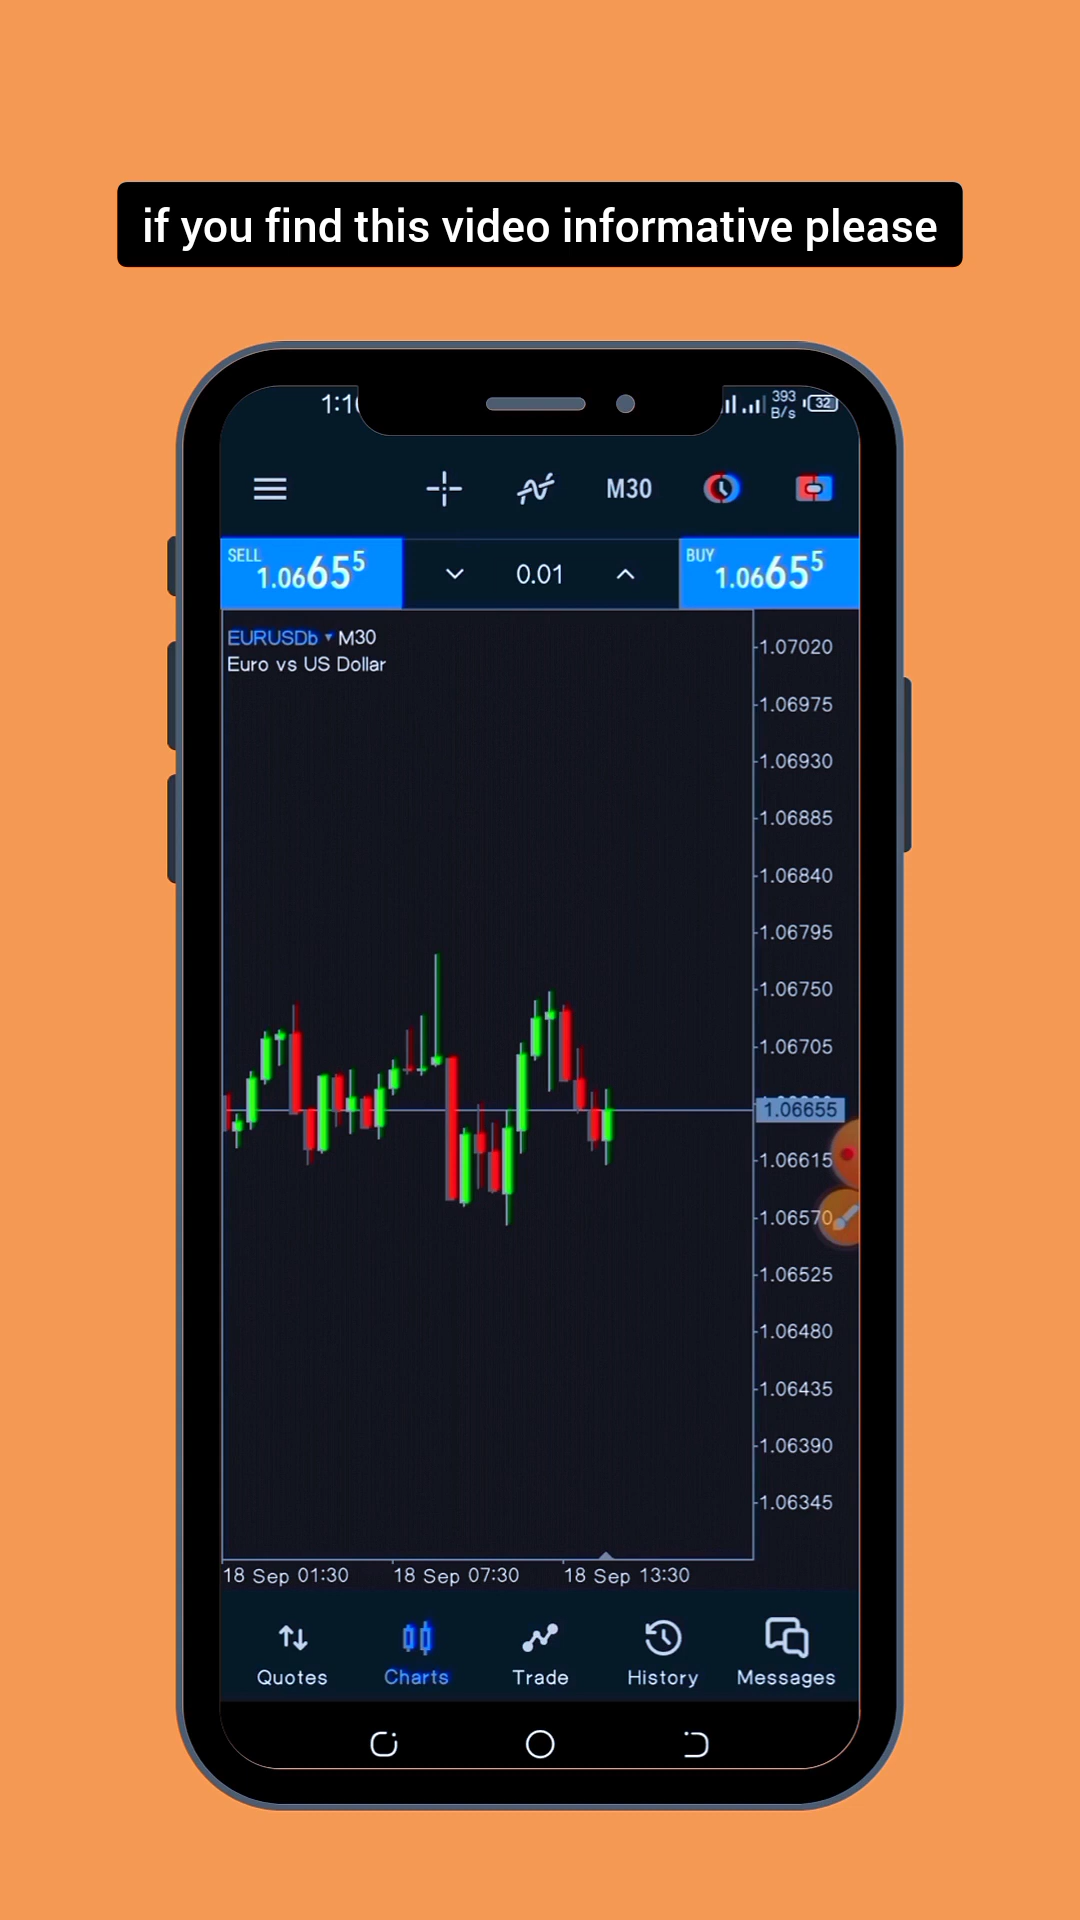 if you find this video informative please
393
B/s
32
M30
SELL
1.06655
0.01
BUY
1.06655
EURUSDb ▾ M30
Euro vs US Dollar
1.07020
1.06975
1.06930
1.06885
1.06840
1.06795
1.06750
1.06705
1.06655
1.06615
1.06570
1.06525
1.06480
1.06435
1.06390
1.06345
18 Sep 01:30
18 Sep 07:30
18 Sep 13:30
Quotes
Charts
Trade
History
Messages